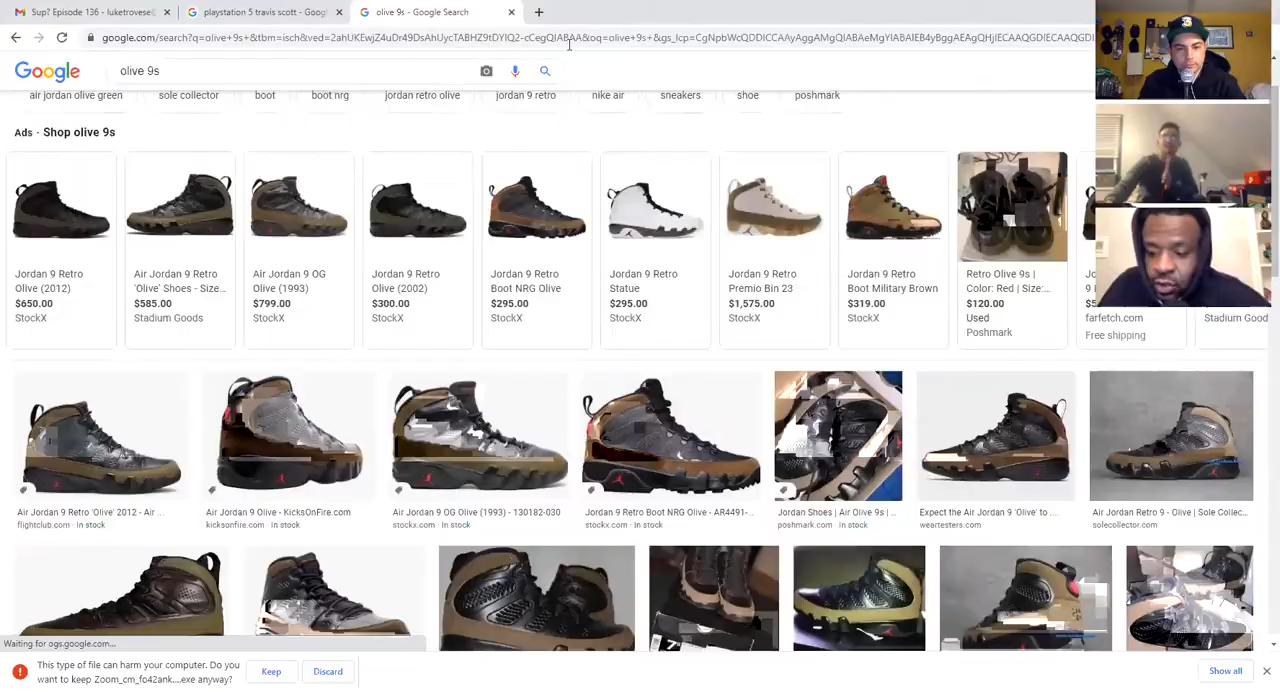 Sup? Episode 136 - luketrovese
playstation 5 travis scott - Goog
olive 9s - Google Search
google.com/search?q=olive+9s+&tbm=isch&ved=2ahUKEwjZ4uDr49DsAhUycTABHZ9tDYIQ2-cCegQIABAA&oq=olive+9s+&gs_lcp=CgNpbWcQDDICCAAyAggAMgQIABAeMgYIABAIEB4yBggAEAgQHjIECAAQGDIECAAQGDI
Google
olive 9s
air jordan olive green
sole collector
boot
boot nrg
jordan retro olive
jordan 9 retro
nike air
sneakers
shoe
poshmark
Ads · Shop olive 9s
Jordan 9 Retro
Olive (2012)
$650.00
StockX
Air Jordan 9 Retro
'Olive' Shoes - Size...
$585.00
Stadium Goods
Air Jordan 9 OG
Olive (1993)
$799.00
StockX
Jordan 9 Retro
Olive (2002)
$300.00
StockX
Jordan 9 Retro
Boot NRG Olive
$295.00
StockX
Jordan 9 Retro
Statue
$295.00
StockX
Jordan 9 Retro
Premio Bin 23
$1,575.00
StockX
Jordan 9 Retro
Boot Military Brown
$319.00
StockX
Retro Olive 9s |
Color: Red | Size:...
$120.00
Used
Poshmark
farfetch.com
Free shipping
Stadium Good
Air Jordan 9 Retro 'Olive' 2012 - Air ...
flightclub.com · In stock
Air Jordan 9 Olive - KicksOnFire.com
kicksonfire.com · In stock
Air Jordan 9 OG Olive (1993) - 130182-030
stockx.com · In stock
Jordan 9 Retro Boot NRG Olive - AR4491-...
stockx.com · In stock
Jordan Shoes | Air Olive 9s | ...
poshmark.com · In stock
Expect the Air Jordan 9 'Olive' to ...
weartesters.com
Air Jordan Retro 9 - Olive | Sole Collec...
solecollector.com
Waiting for ogs.google.com...
This type of file can harm your computer. Do you
want to keep Zoom_cm_fo42ank....exe anyway?
Keep
Discard
Show all